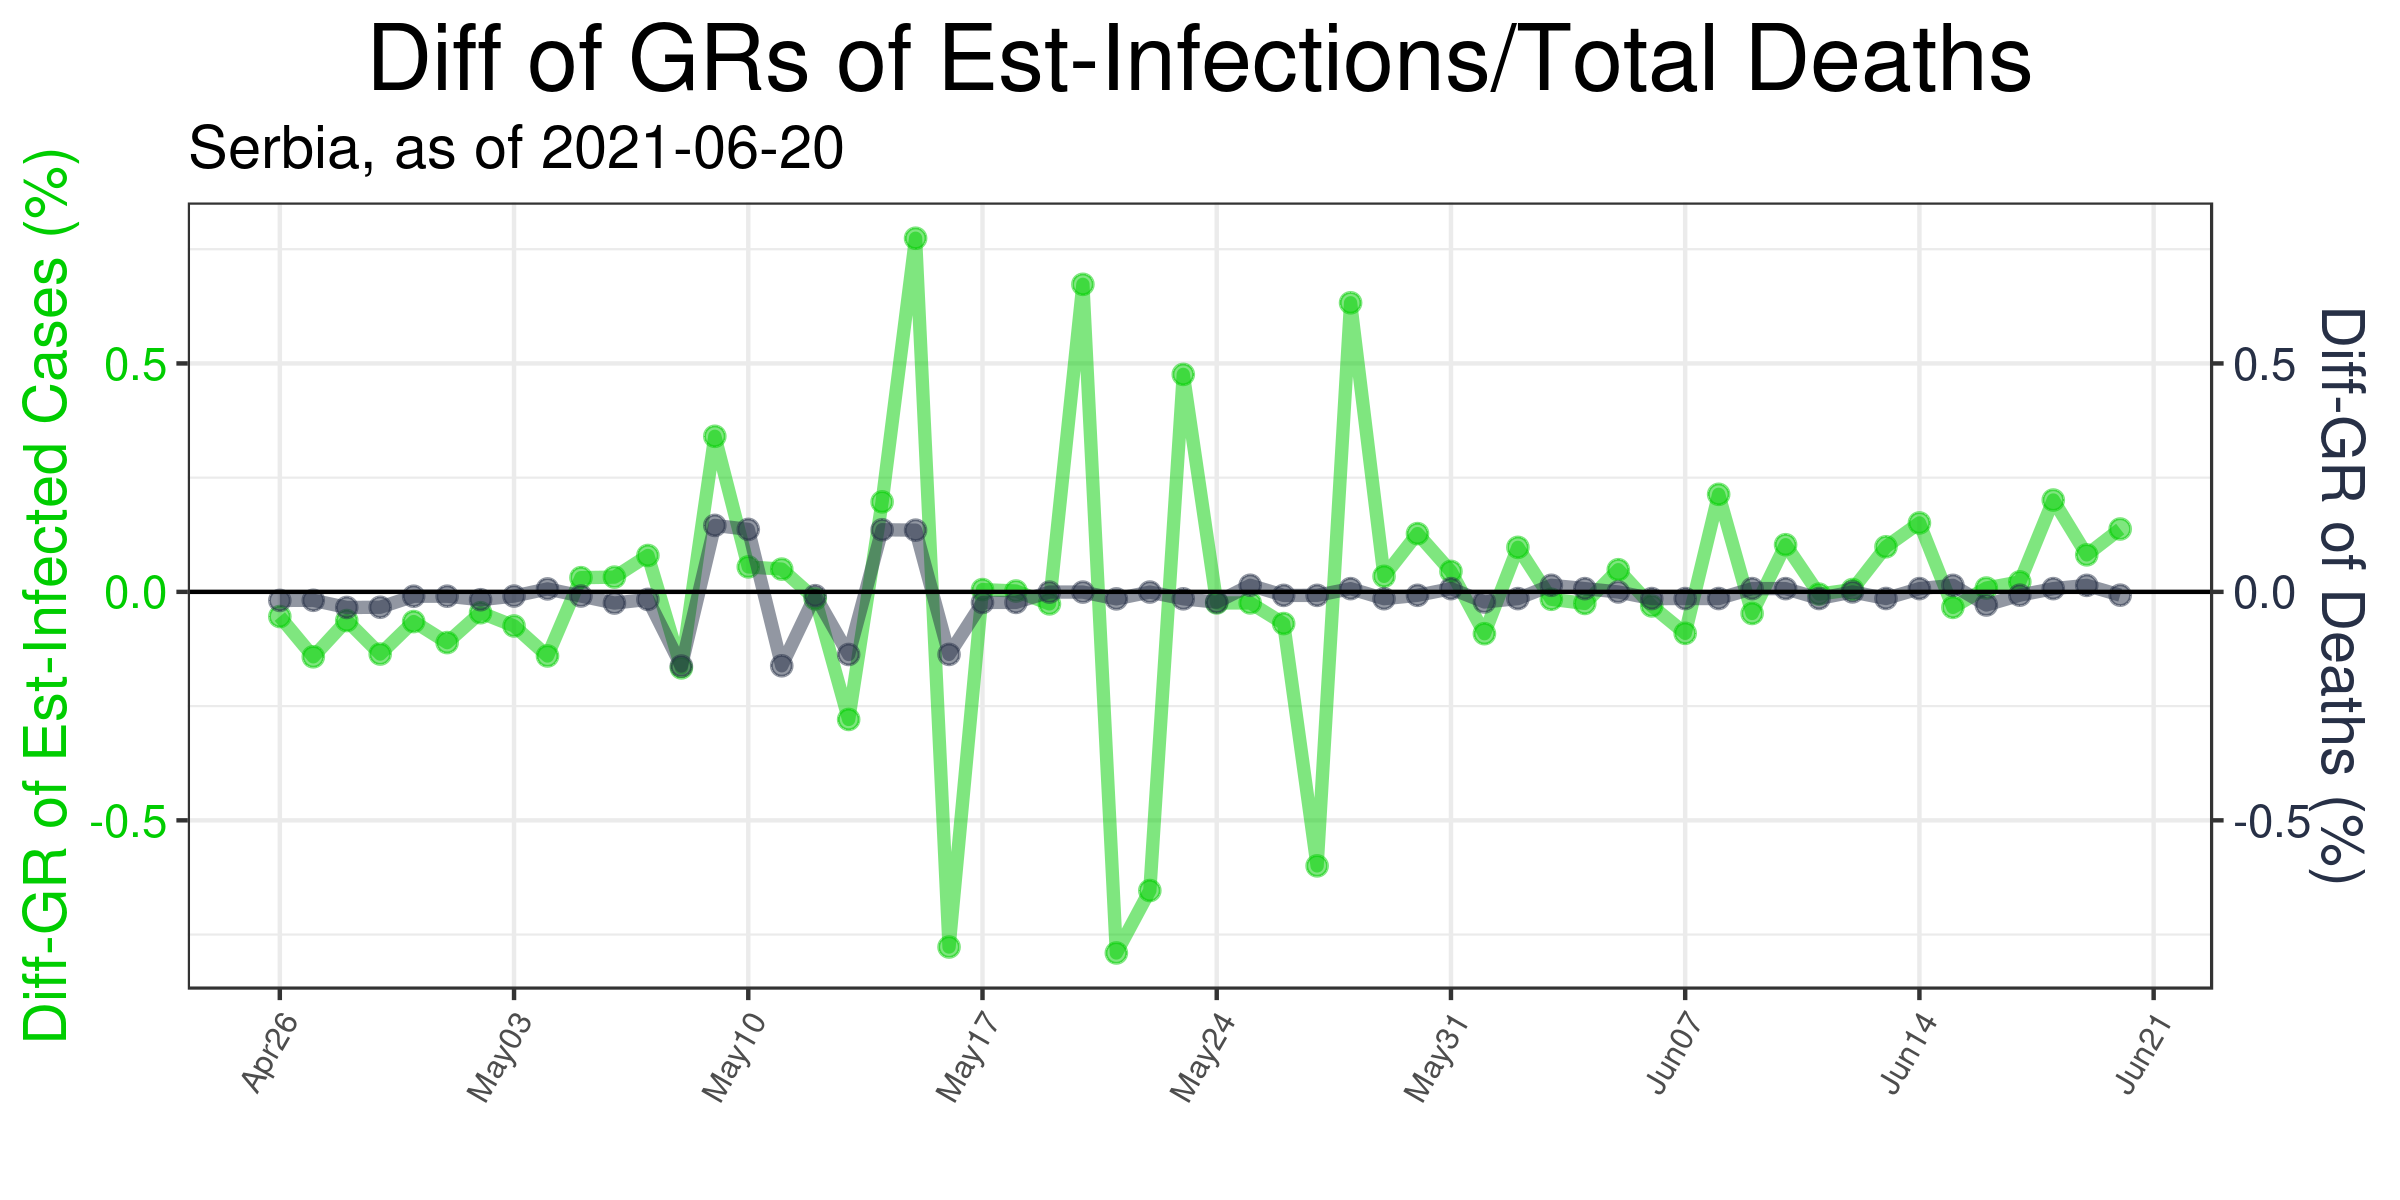 Diff of GRs of Est-Infections/Total Deaths
Serbia, as of 2021-06-20
Diff-GR of Est-Infected Cases (%)
0.5
0.0
-0.5
0.5
0.0
-0.5
Diff-GR of Deaths (%)
Apr26
May03
May10
May17
May24
May31
Jun07
Jun14
Jun21